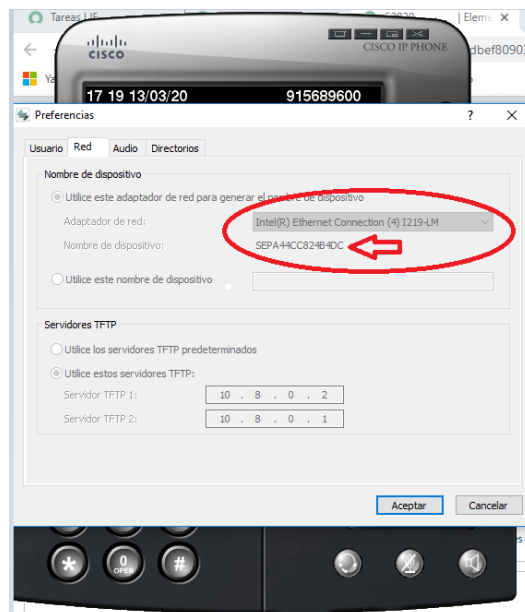 Tareas | IF
| Eleme
dbef80903
Ya
CISCO
CISCO IP PHONE
17 19 13/03/20 915689600
Preferencias
Usuario Red Audio Directorios
Nombre de dispositivo
Utilice este adaptador de red para generar el nombre de dispositivo
Adaptador de red: Intel(R) Ethernet Connection (4) I219-LM
Nombre de dispositivo: SEPA44CC824B4DC
Utilice este nombre de dispositivo
Servidores TFTP
Utilice los servidores TFTP predeterminados
Utilice estos servidores TFTP:
Servidor TFTP 1: 10 . 8 . 0 . 2
Servidor TFTP 2: 10 . 8 . 0 . 1
Aceptar Cancelar
es
* 0 #
OPER